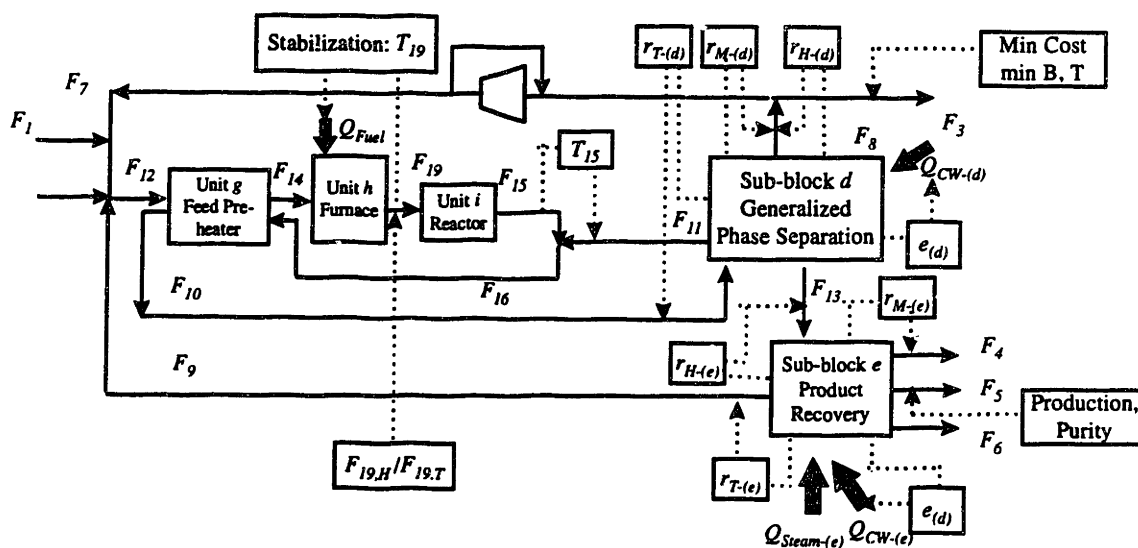 Stabilization: T19
rT-(d)
rM-(d)
rH-(d)
Min Cost
min B, T
F7
F1
QFuel
F3
F8
QCW-(d)
F12
F14
F19
F15
T15
Unit g
Feed Pre-
heater
Unit h
Furnace
Unit i
Reactor
F11
Sub-block d
Generalized
Phase Separation
e(d)
F10
F16
F13
rM-(e)
F9
rH-(e)
Sub-block e
Product
Recovery
F4
F5
F6
Production,
Purity
F19,H/F19,T
rT-(e)
e(d)
QSteam-(e)
QCW-(e)